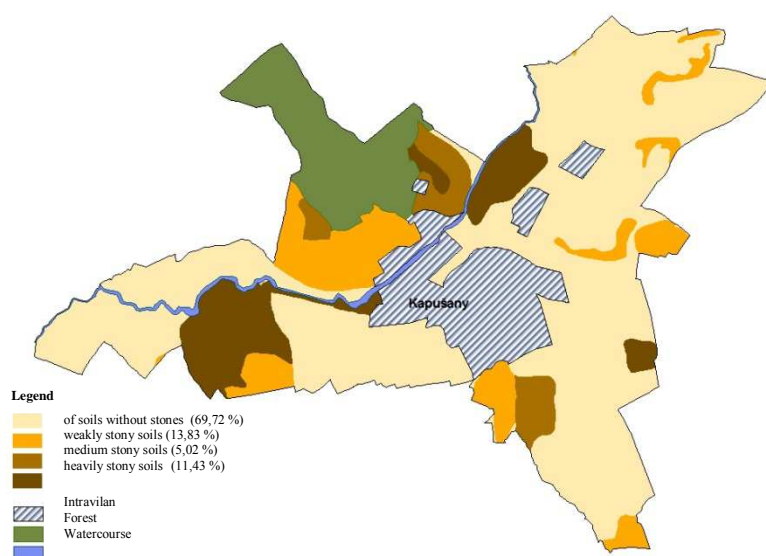 Kapusany
Legend
of soils without stones (69,72 %)
weakly stony soils (13,83 %)
medium stony soils (5,02 %)
heavily stony soils (11,43 %)
Intravilan
Forest
Watercourse